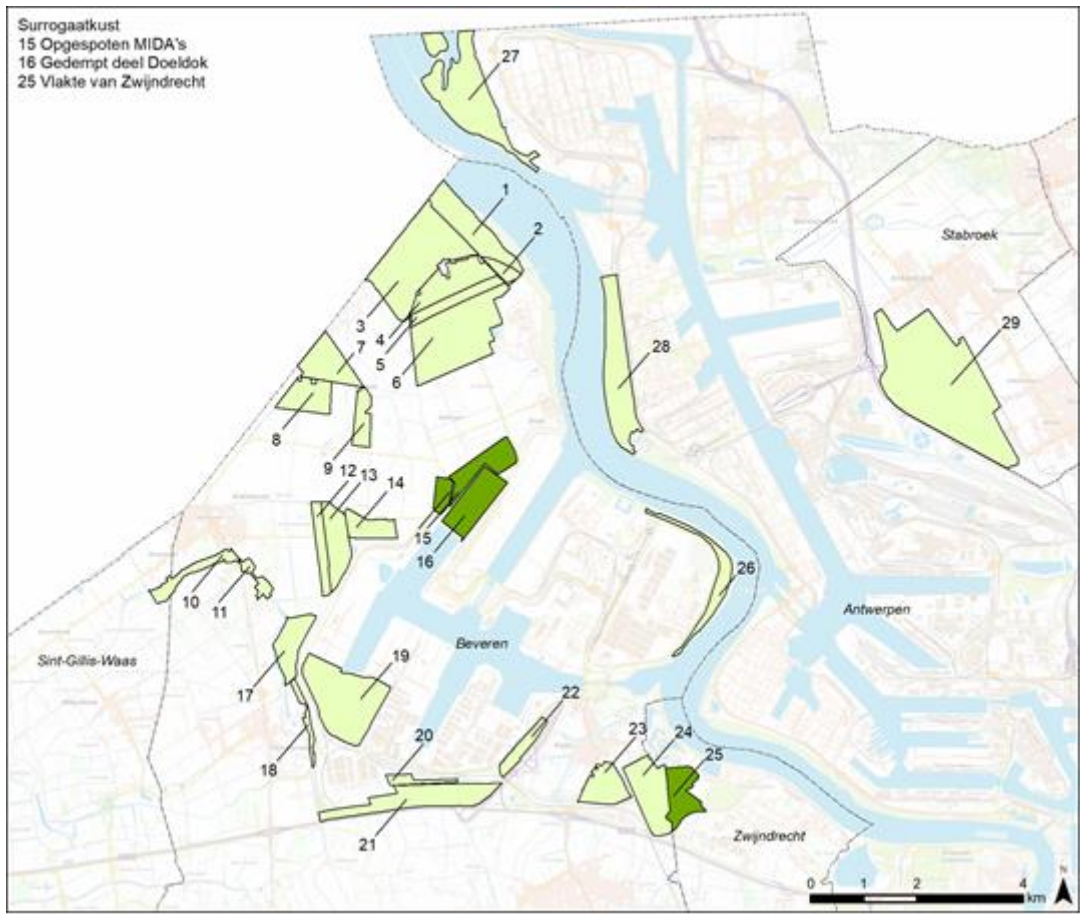 Surrogaatkust
15 Opgespoten MIDA's
16 Gedempt deel Doeldok
25 Vlakte van Zwijndrecht
27
1
2
Stabroek
3
4
5
6
7
8
9
28
29
12
13
14
15
16
10
11
26
Antwerpen
Beveren
Sint-Gillis-Waas
17
18
19
20
21
22
23
24
25
Zwijndrecht
0 1 2 4
km